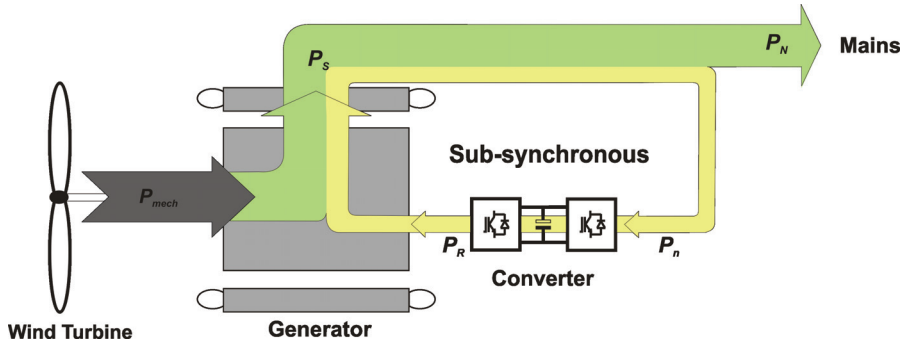 P_N
Mains
P_S
Sub-synchronous
P_mech
P_R
P_n
Converter
Generator
Wind Turbine